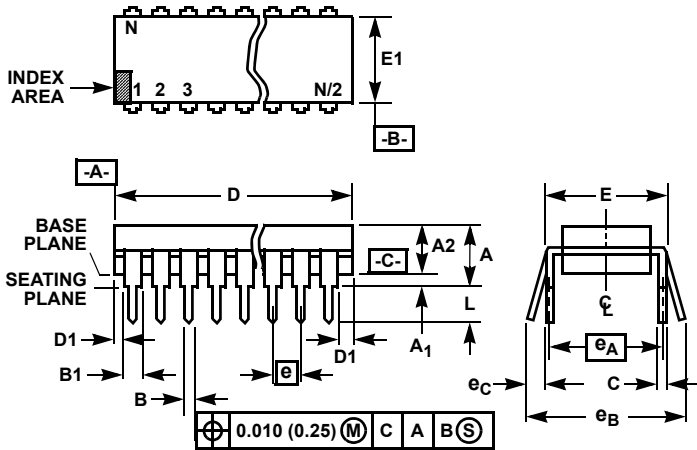 N
E1
INDEX
AREA
1 2 3 N/2
-B-
-A-
D
E
BASE
PLANE
A2
A
-C-
SEATING
PLANE
L
C
L
D1
A1
D1
eA
B1
e
eC
C
B
eB
0.010 (0.25) M C A B S